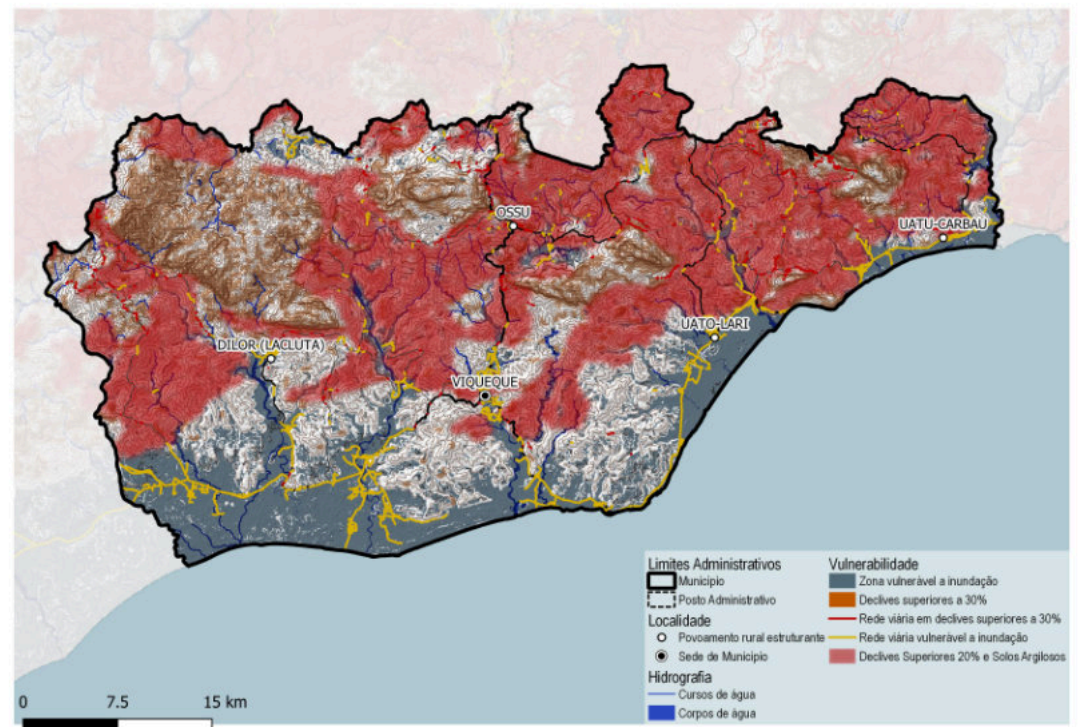 OSSU
UATU-CARBAU
UATO-LARI
DILOR (LACLUTA)
VIQUEQUE
Limites Administrativos
Município
Posto Administrativo
Localidade
Povoamento rural estruturante
Sede de Município
Hidrografia
Cursos de água
Corpos de água
Vulnerabilidade
Zona vulnerável a inundação
Declives superiores a 30%
Rede viária em declives superiores a 30%
Rede viária vulnerável a inundação
Declives Superiores 20% e Solos Argilosos
0 7.5 15 km